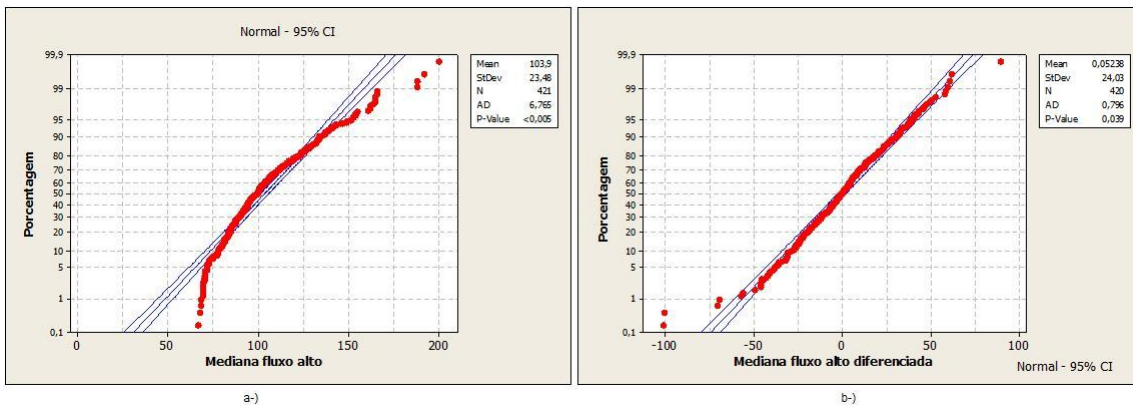 Normal - 95% CI
99,9
99
95
90
80
70
60
50
40
30
20
10
5
1
0,1
Porcentagem
0
50
100
150
200
Mediana fluxo alto
Mean 103,9
StDev 23,48
N 421
AD 6,765
P-Value <0,005
a-)
99,9
99
95
90
80
70
60
50
40
30
20
10
5
1
0,1
Porcentagem
-100
-50
0
50
100
Mediana fluxo alto diferenciada
Normal - 95% CI
Mean 0,05238
StDev 24,03
N 420
AD 0,796
P-Value 0,039
b-)